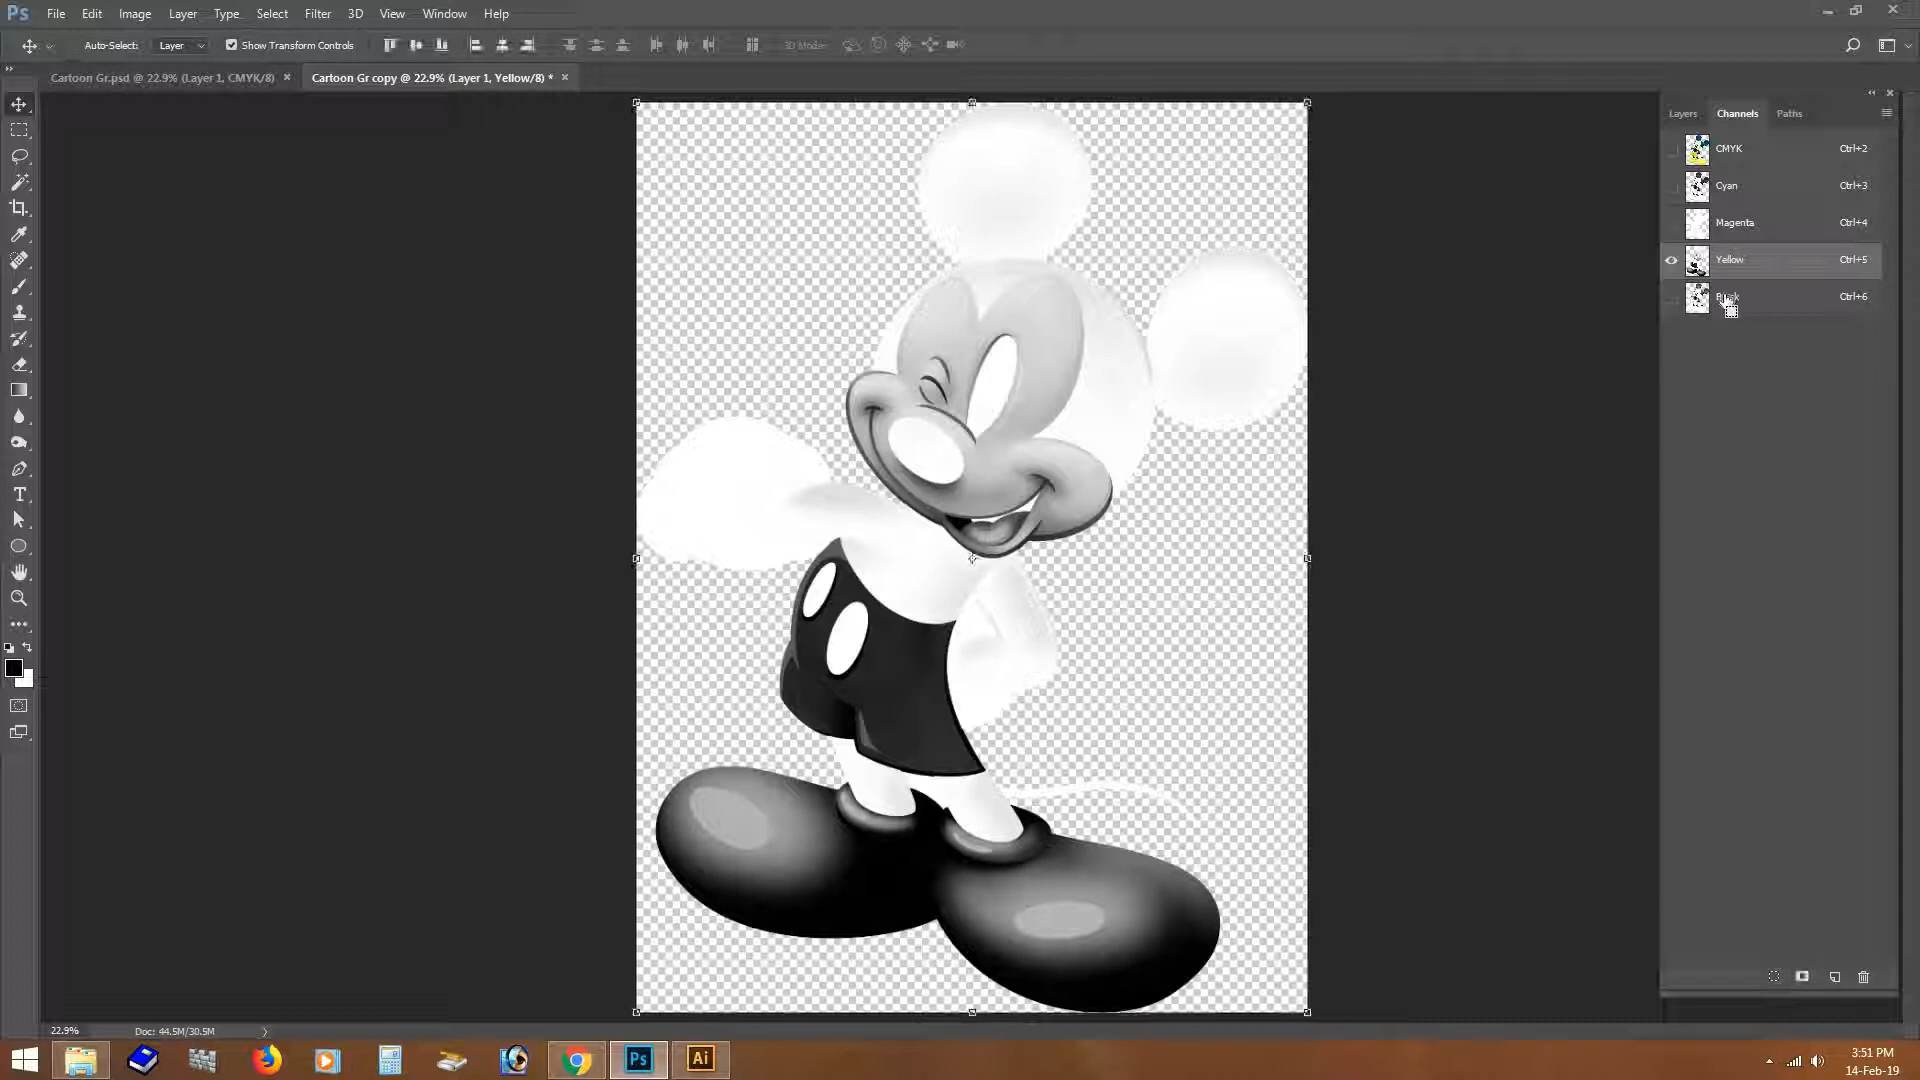 Ps File Edit Image Layer Type Select Filter 3D View Window Help
Auto-Select: Layer Show Transform Controls 3D Mode:
Cartoon Gr.psd @ 22.9% (Layer 1, CMYK/8) × Cartoon Gr copy @ 22.9% (Layer 1, Yellow/8) * ×
Layers Channels Paths
CMYK Ctrl+2
Cyan Ctrl+3
Magenta Ctrl+4
Yellow Ctrl+5
Ctrl+6
T
22.9% Doc: 44.5M/30.5M
Ps Ai
3:51 PM
14-Feb-19